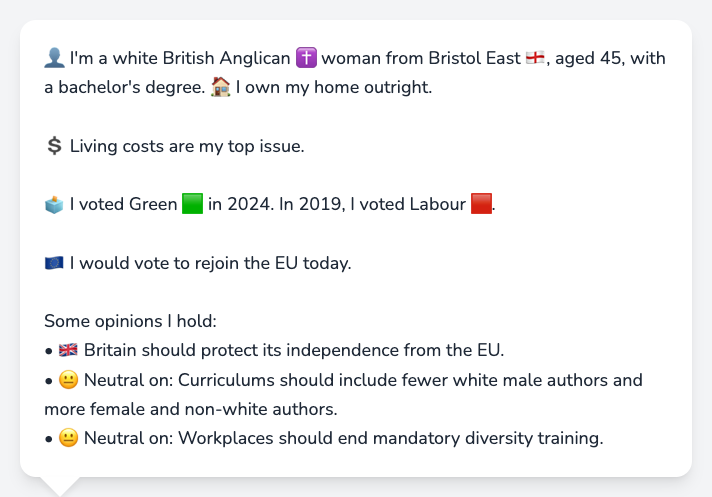 👤 I'm a white British Anglican ✝️ woman from Bristol East 🏴󠁧󠁢󠁥󠁮󠁧󠁿, aged 45, with
a bachelor's degree. 🏠 I own my home outright.
💲 Living costs are my top issue.
🗳️ I voted Green 🟩 in 2024. In 2019, I voted Labour 🟥.
🇪🇺 I would vote to rejoin the EU today.
Some opinions I hold:
• 🇬🇧 Britain should protect its independence from the EU.
• 😐 Neutral on: Curriculums should include fewer white male authors and
more female and non-white authors.
• 😐 Neutral on: Workplaces should end mandatory diversity training.